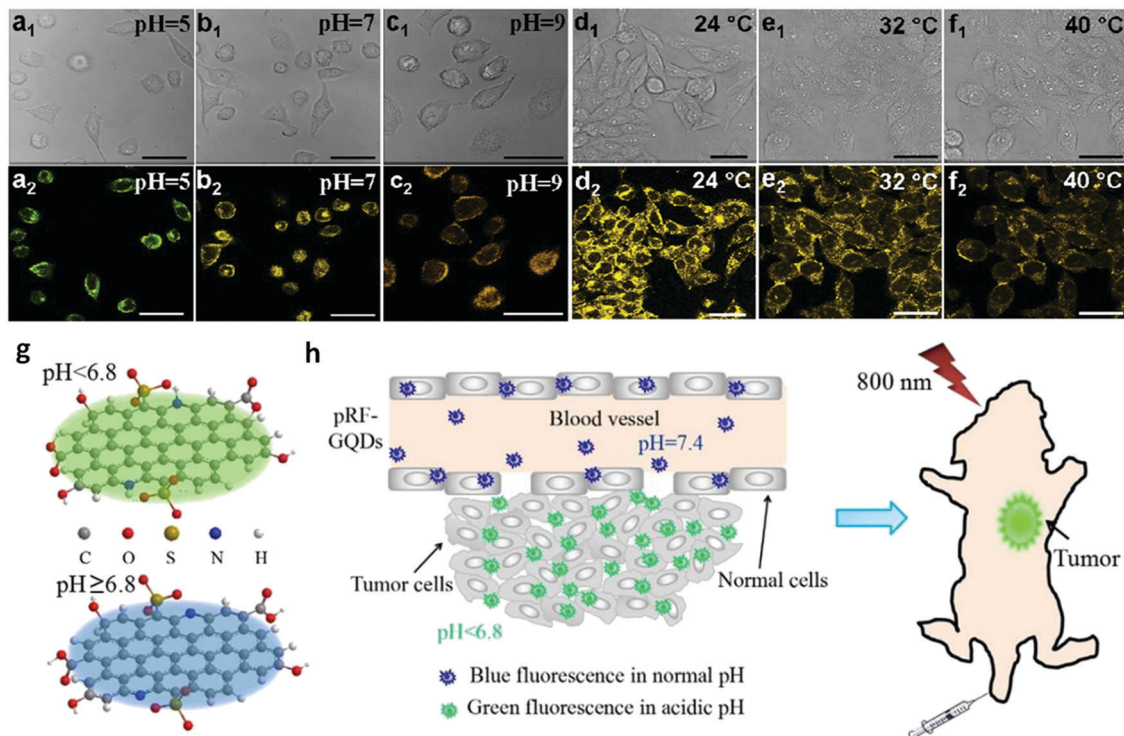 a1 pH=5
b1 pH=7
c1 pH=9
d1 24 °C
e1 32 °C
f1 40 °C
a2 pH=5
b2 pH=7
c2 pH=9
d2 24 °C
e2 32 °C
f2 40 °C
g
pH<6.8
C O S N H
pH≥6.8
h
pRF-
GQDs
Blood vessel
pH=7.4
Tumor cells
Normal cells
pH<6.8
Blue fluorescence in normal pH
Green fluorescence in acidic pH
800 nm
Tumor